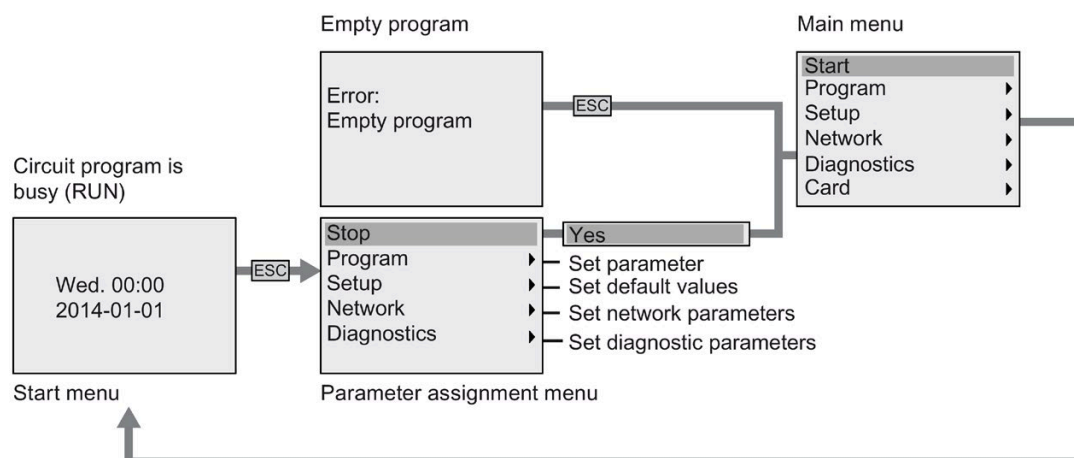 Empty program
Main menu
Error:
Empty program
ESC
Start
Program
Setup
Network
Diagnostics
Card
Circuit program is
busy (RUN)
Wed. 00:00
2014-01-01
ESC
Stop
Program
Setup
Network
Diagnostics
Yes
Set parameter
Set default values
Set network parameters
Set diagnostic parameters
Start menu
Parameter assignment menu